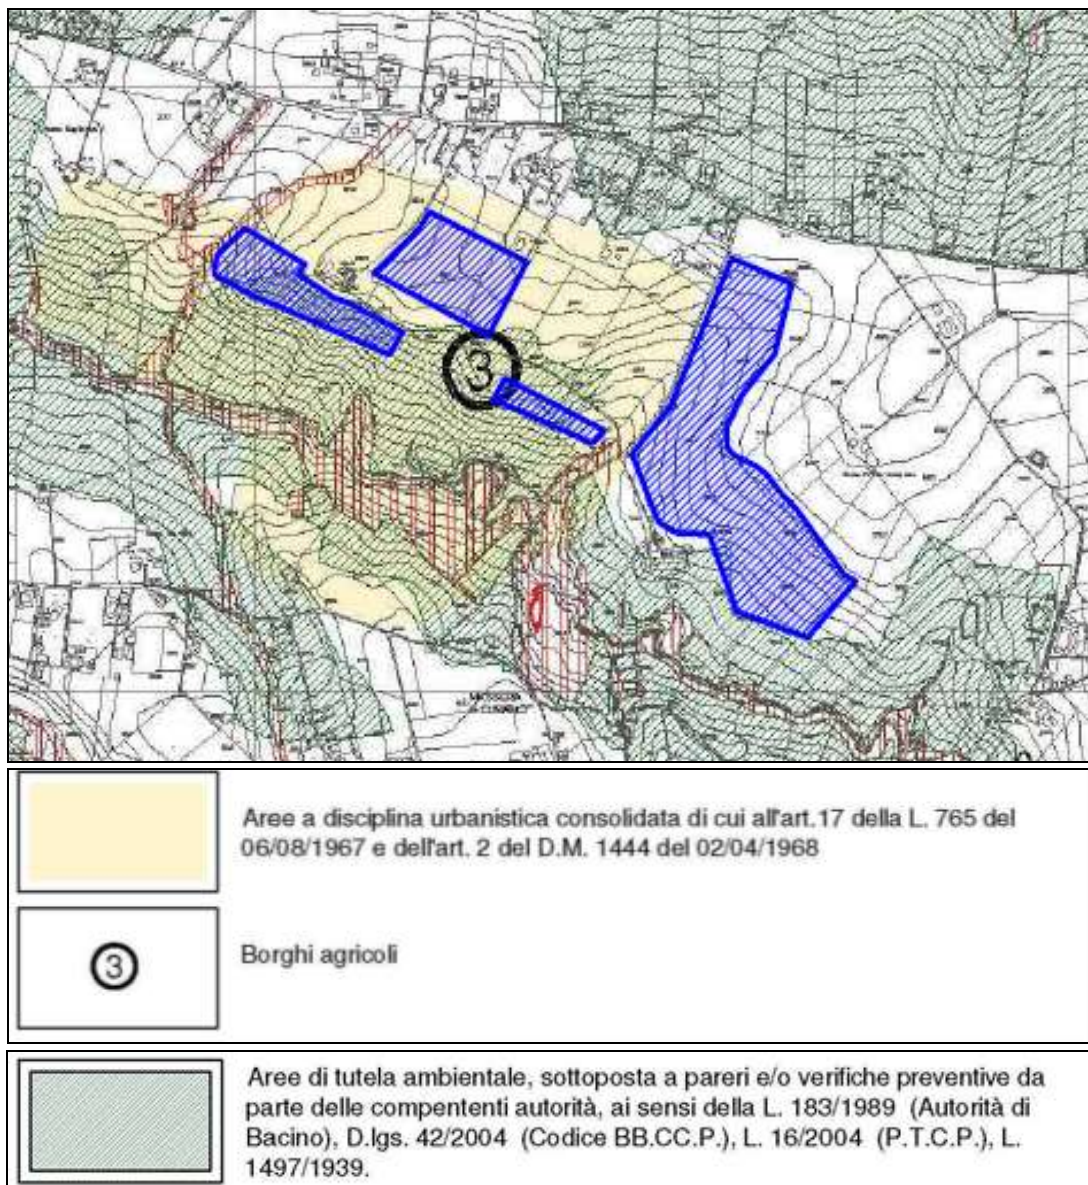 3
Aree a disciplina urbanistica consolidata di cui all'art.17 della L. 765 del
06/08/1967 e dell'art. 2 del D.M. 1444 del 02/04/1968
3
Borghi agricoli
Aree di tutela ambientale, sottoposta a pareri e/o verifiche preventive da
parte delle compententi autorità, ai sensi della L. 183/1989 (Autorità di
Bacino), D.lgs. 42/2004 (Codice BB.CC.P.), L. 16/2004 (P.T.C.P.), L.
1497/1939.